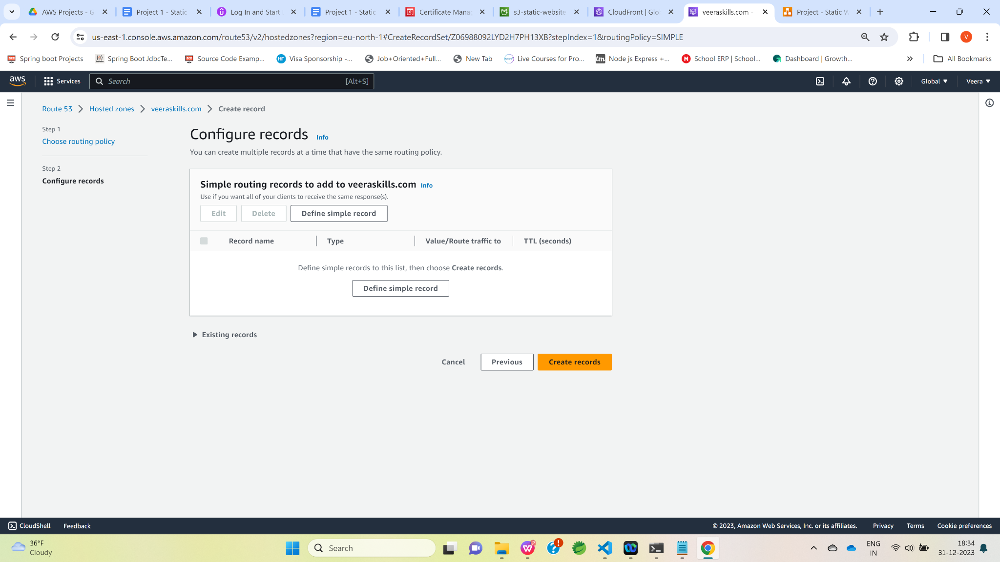 AWS Projects - G
Project 1 - Static
Log In and Start
Project 1 - Static
Certificate Manag
s3-static-website
CloudFront | Glob
veeraskills.com -
Project - Static W
us-east-1.console.aws.amazon.com/route53/v2/hostedzones?region=eu-north-1#CreateRecordSet/Z06988092LYD2H7PH13XB?stepIndex=1&routingPolicy=SIMPLE
V
Spring boot Projects
Spring Boot JdbcTe...
Source Code Examp...
Visa Sponsorship -...
Job+Oriented+Full...
New Tab
Live Courses for Pro...
Node js Express +...
School ERP | School...
Dashboard | Growth...
All Bookmarks
aws
Services
Search
[Alt+S]
Global
Veera
Route 53
Hosted zones
veeraskills.com
Create record
Step 1
Choose routing policy
Step 2
Configure records
Configure records Info
You can create multiple records at a time that have the same routing policy.
Simple routing records to add to veeraskills.com Info
Use if you want all of your clients to receive the same response(s).
Edit
Delete
Define simple record
Record name
Type
Value/Route traffic to
TTL (seconds)
Define simple records to this list, then choose Create records.
Define simple record
Existing records
Cancel
Previous
Create records
CloudShell
Feedback
© 2023, Amazon Web Services, Inc. or its affiliates.
Privacy
Terms
Cookie preferences
36°F
Cloudy
Search
ENG
IN
18:34
31-12-2023